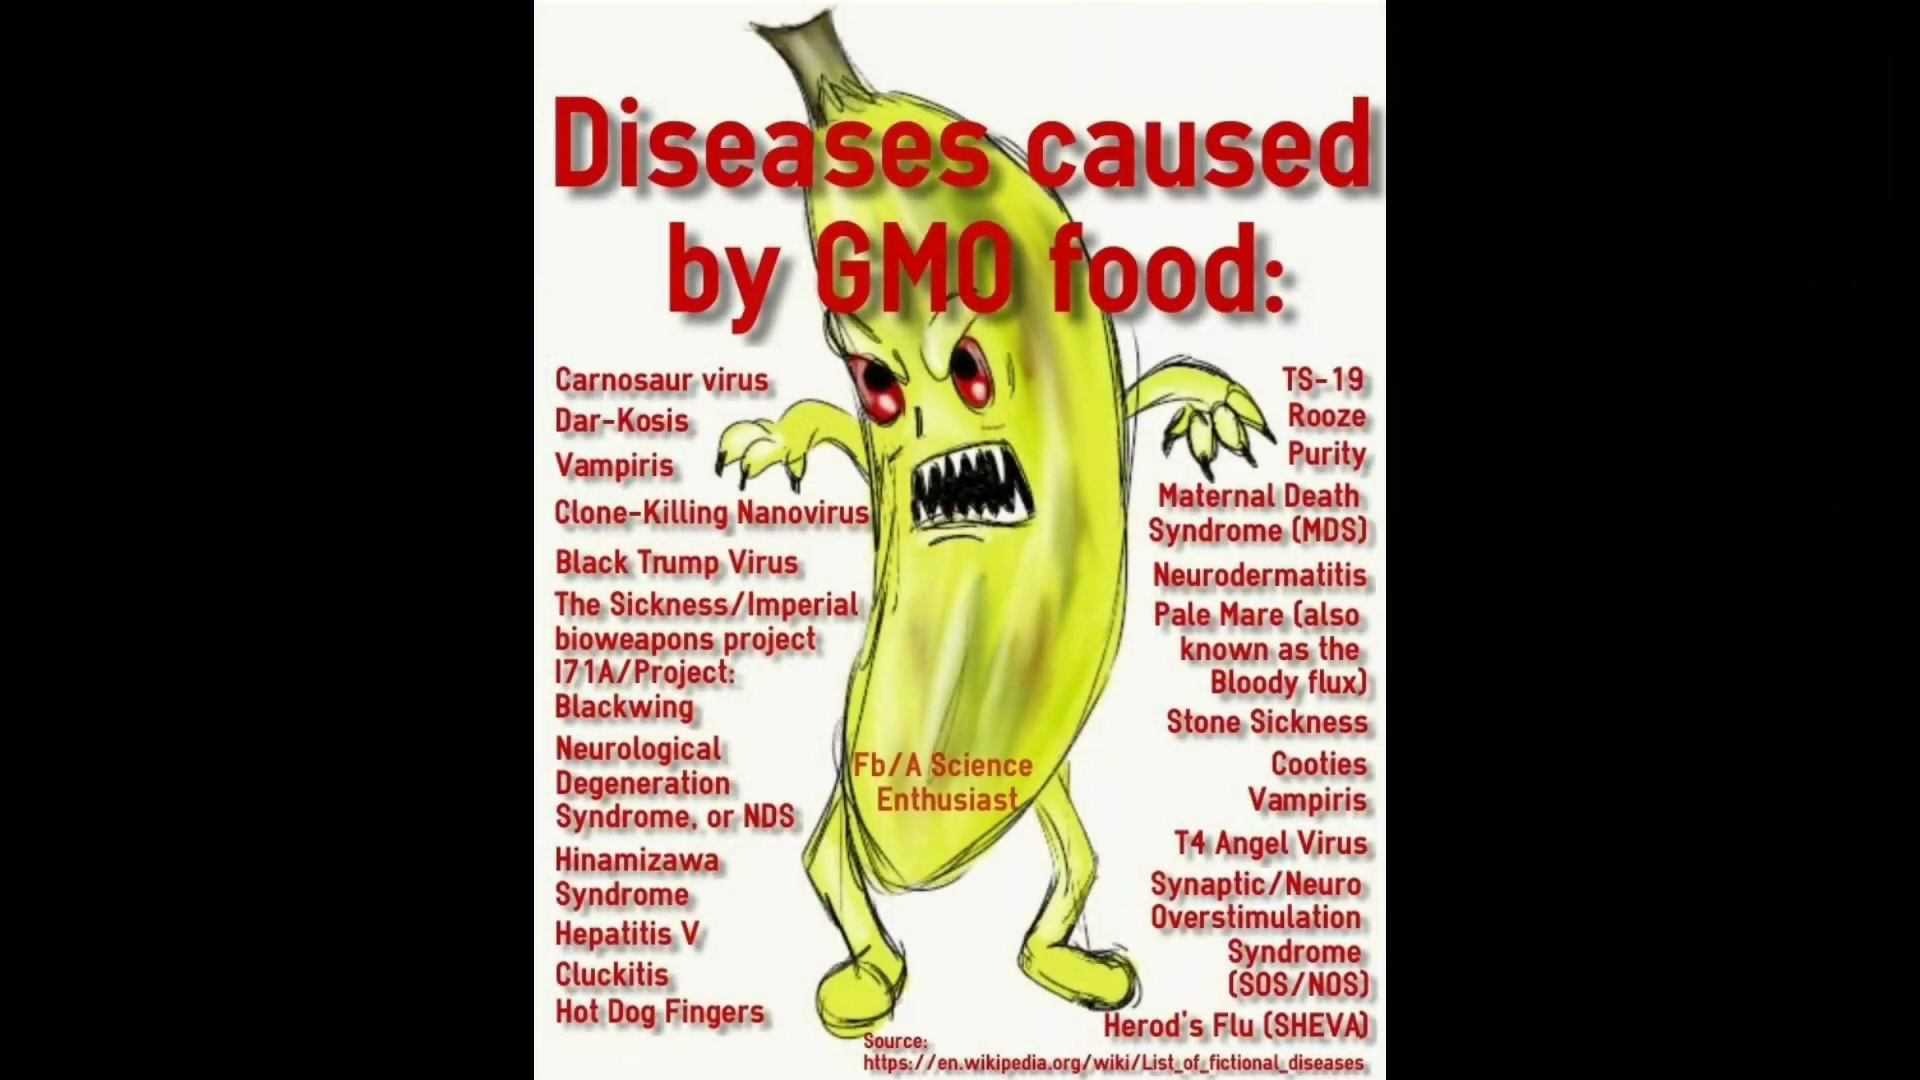 Diseases caused
by GMO food:
Carnosaur virus
Dar-Kosis
Vampiris
Clone-Killing Nanovirus
Black Trump Virus
The Sickness/Imperial
bioweapons project
I71A/Project:
Blackwing
Neurological
Degeneration
Syndrome, or NDS
Hinamizawa
Syndrome
Hepatitis V
Cluckitis
Hot Dog Fingers
TS-19
Rooze
Purity
Maternal Death
Syndrome (MDS)
Neurodermatitis
Pale Mare (also
known as the
Bloody flux)
Stone Sickness
Cooties
Vampiris
T4 Angel Virus
Synaptic/Neuro
Overstimulation
Syndrome
(SOS/NOS)
Herod's Flu (SHEVA)
Fb/A Science
Enthusiast
Source:
https://en.wikipedia.org/wiki/List_of_fictional_diseases